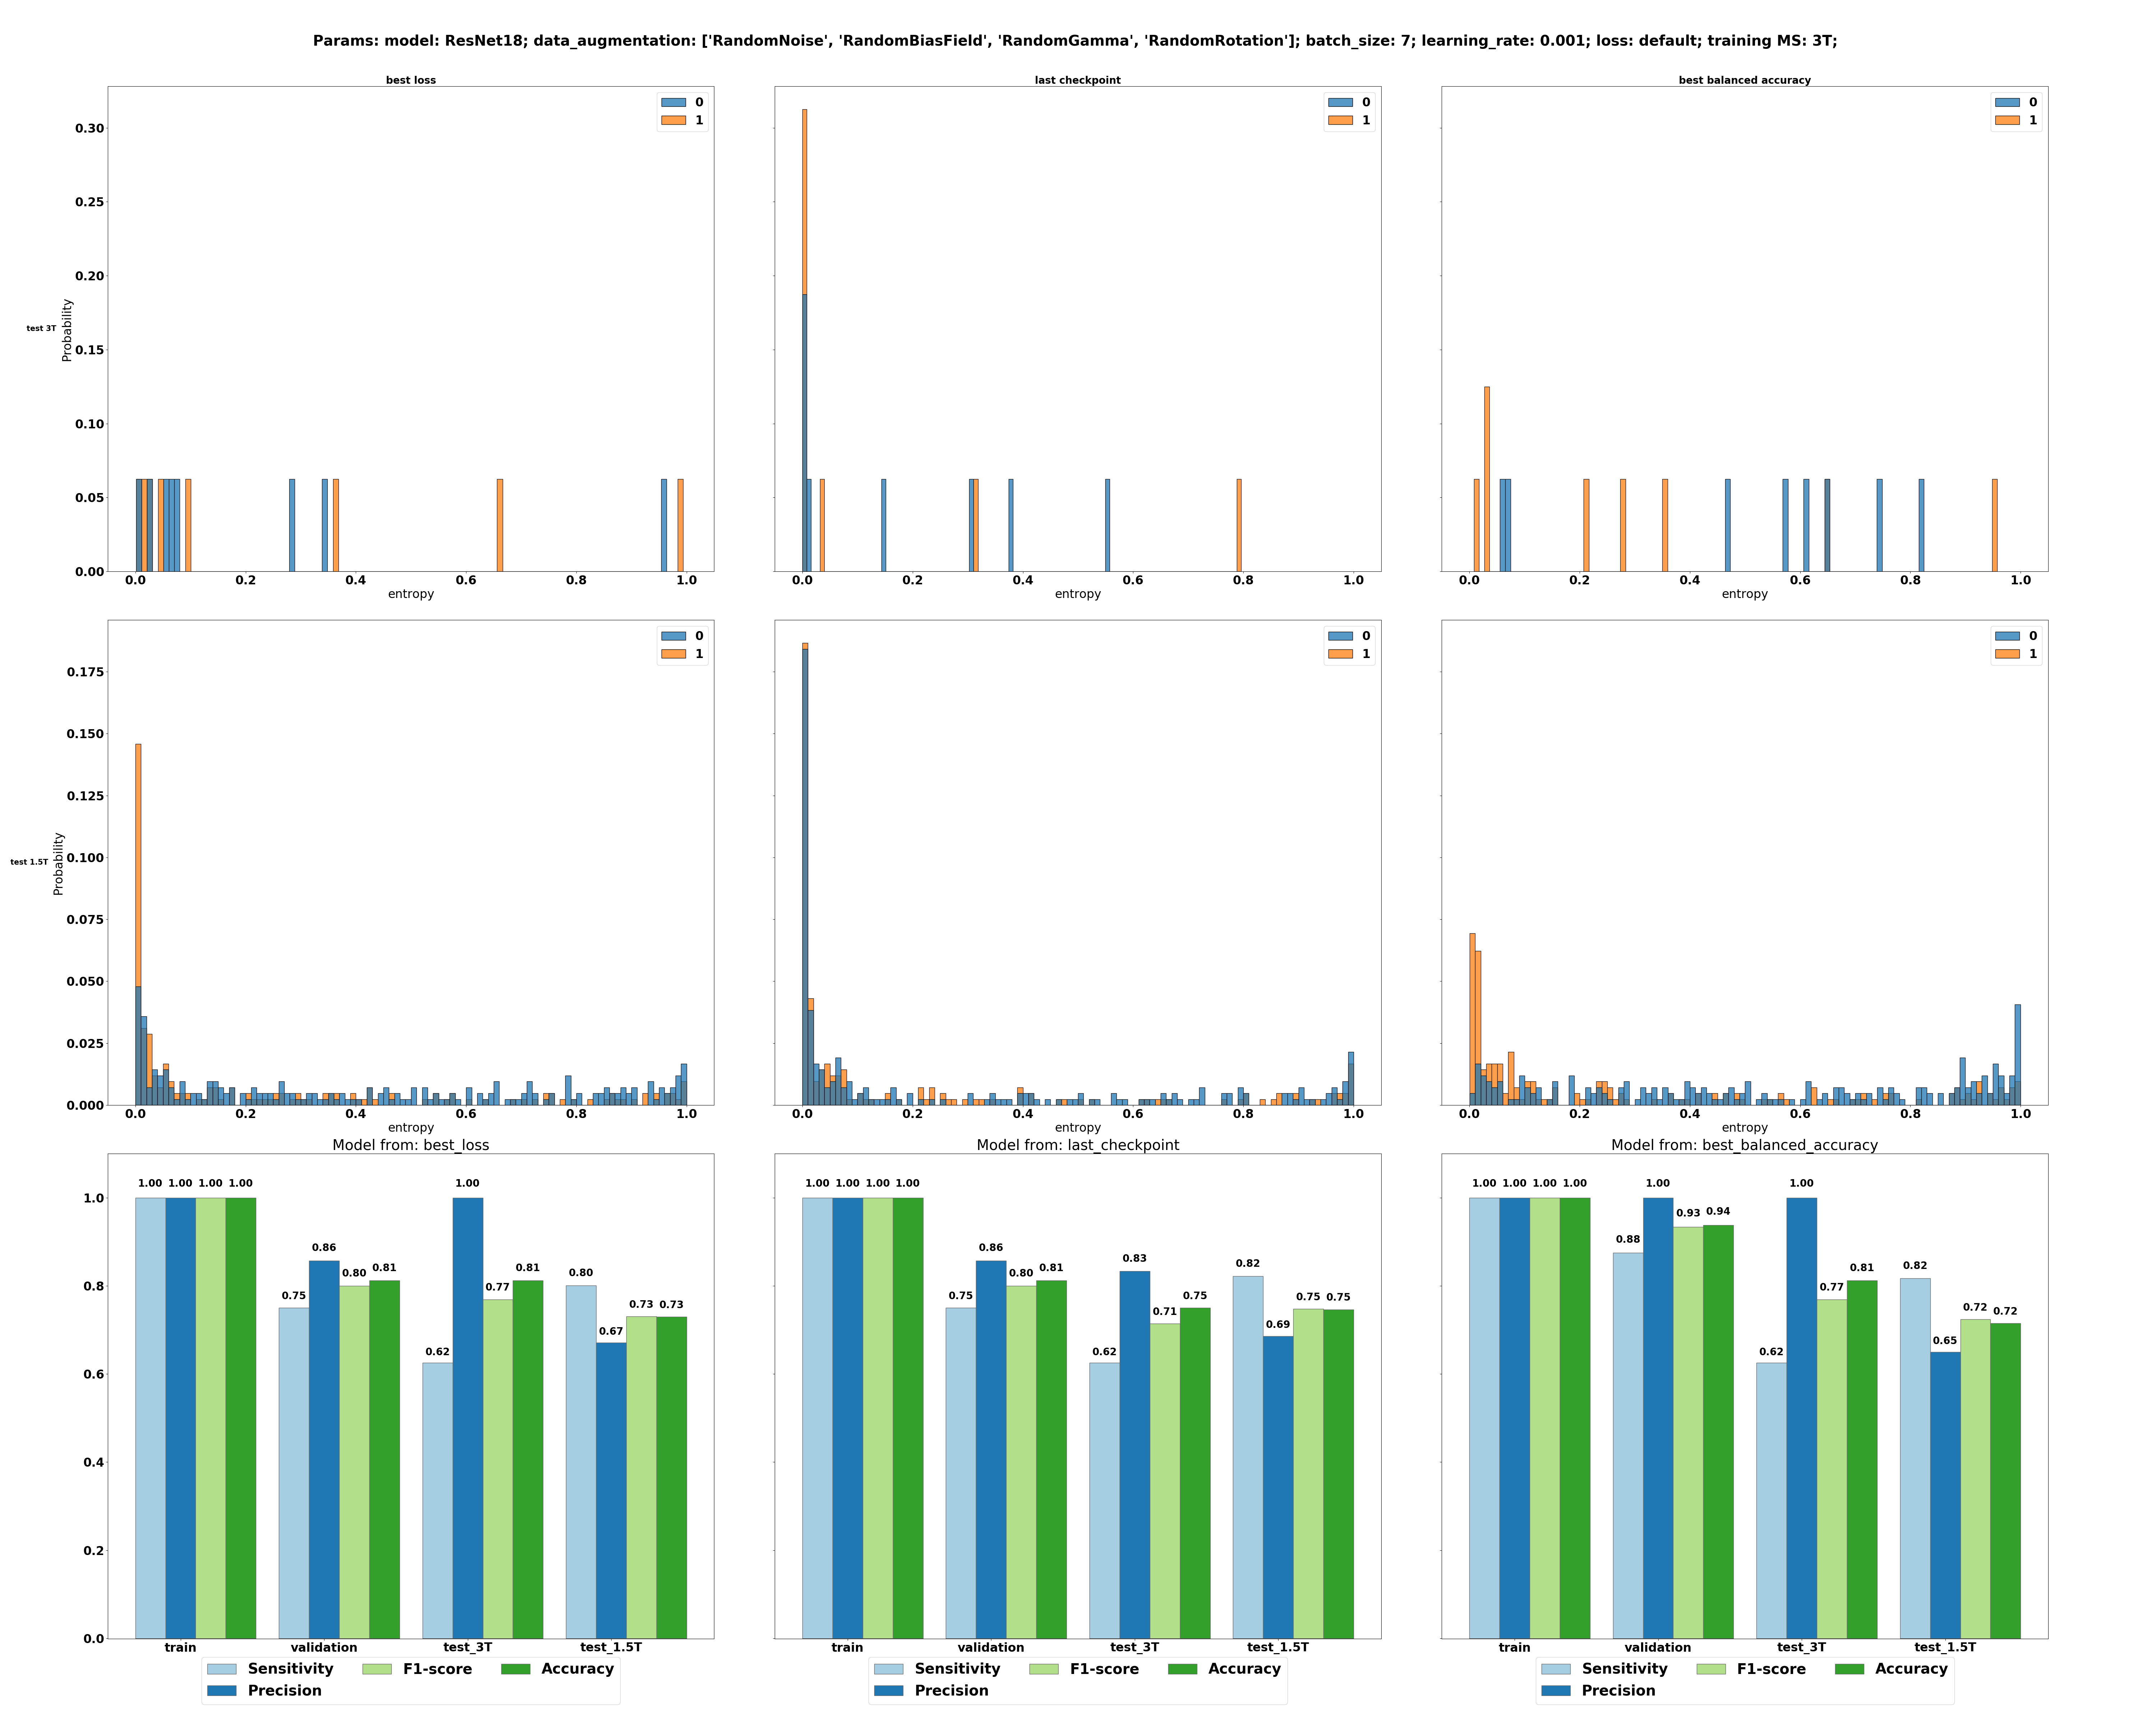 Params: model: ResNet18; data_augmentation: ['RandomNoise', 'RandomBiasField', 'RandomGamma', 'RandomRotation']; batch_size: 7; learning_rate: 0.001; loss: default; training MS: 3T;
best loss
last checkpoint
best balanced accuracy
test 3T
Probability
0.30
0.25
0.20
0.15
0.10
0.05
0.00
0
1
0
1
0
1
0.0 0.2 0.4 0.6 0.8 1.0
entropy
0.0 0.2 0.4 0.6 0.8 1.0
entropy
0.0 0.2 0.4 0.6 0.8 1.0
entropy
test 1.5T
Probability
0.175
0.150
0.125
0.100
0.075
0.050
0.025
0.000
0
1
0
1
0
1
0.0 0.2 0.4 0.6 0.8 1.0
entropy
0.0 0.2 0.4 0.6 0.8 1.0
entropy
0.0 0.2 0.4 0.6 0.8 1.0
entropy
Model from: best_loss
1.0
0.8
0.6
0.4
0.2
0.0
1.00 1.00 1.00 1.00
0.75 0.86 0.80 0.81
0.62 1.00 0.77 0.81
0.80 0.67 0.73 0.73
train validation test_3T test_1.5T
Sensitivity F1-score Accuracy
Precision
Model from: last_checkpoint
1.00 1.00 1.00 1.00
0.75 0.86 0.80 0.81
0.62 0.83 0.71 0.75
0.82 0.69 0.75 0.75
train validation test_3T test_1.5T
Sensitivity F1-score Accuracy
Precision
Model from: best_balanced_accuracy
1.00 1.00 1.00 1.00
0.88 1.00 0.93 0.94
0.62 1.00 0.77 0.81
0.82 0.65 0.72 0.72
train validation test_3T test_1.5T
Sensitivity F1-score Accuracy
Precision